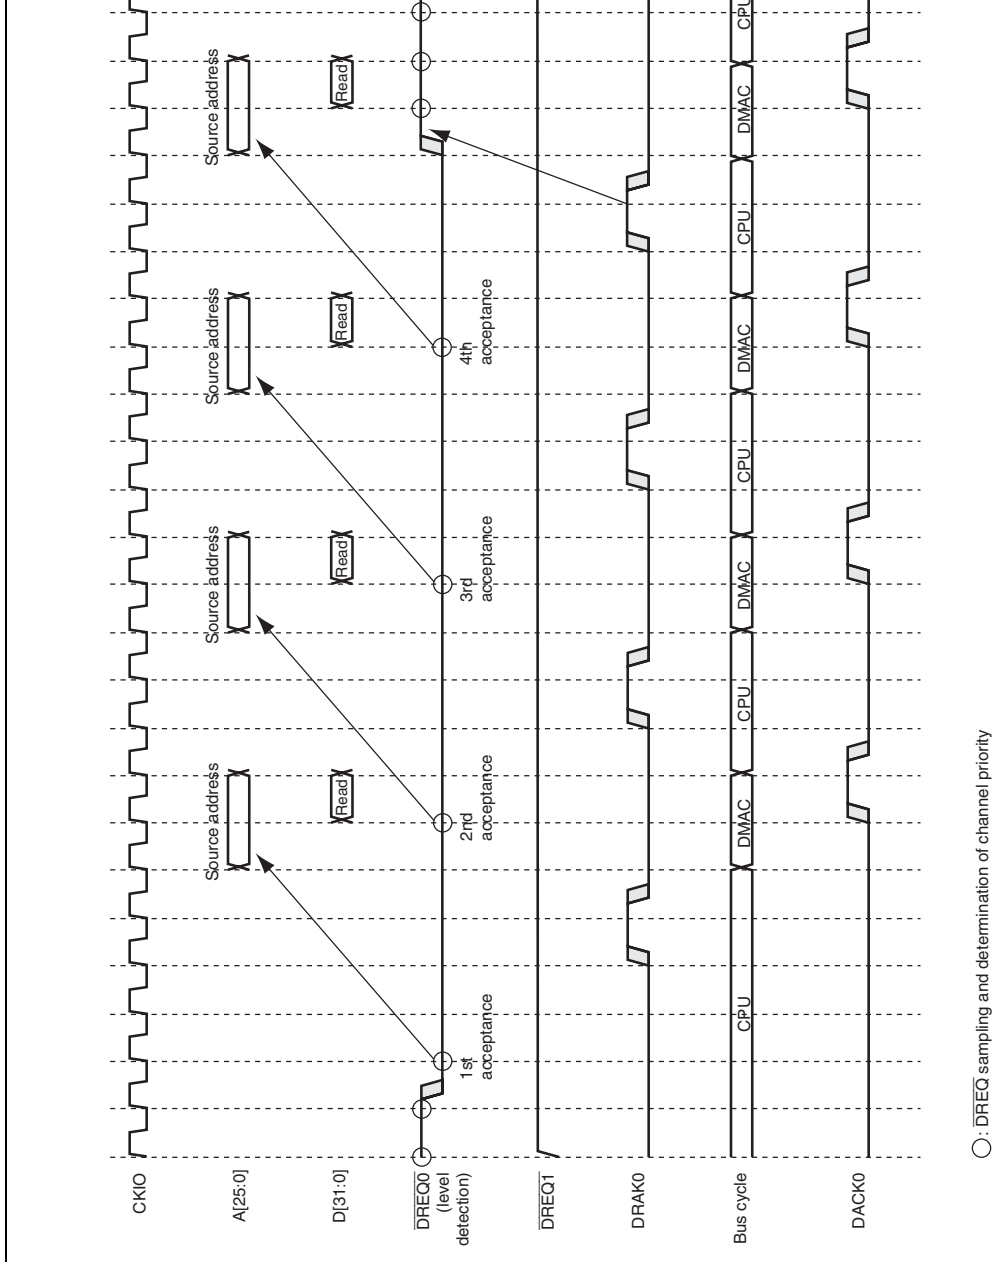 CKIO
A[25:0]
Source address
Source address
Source address
Source address
D[31:0]
Read
Read
Read
Read
DREQ0
(level
detection)
1st
acceptance
2nd
acceptance
3rd
acceptance
4th
acceptance
DREQ1
DRAK0
Bus cycle
CPU
DMAC
CPU
DMAC
CPU
DMAC
CPU
DMAC
CPU
DACK0
: DREQ sampling and determination of channel priority